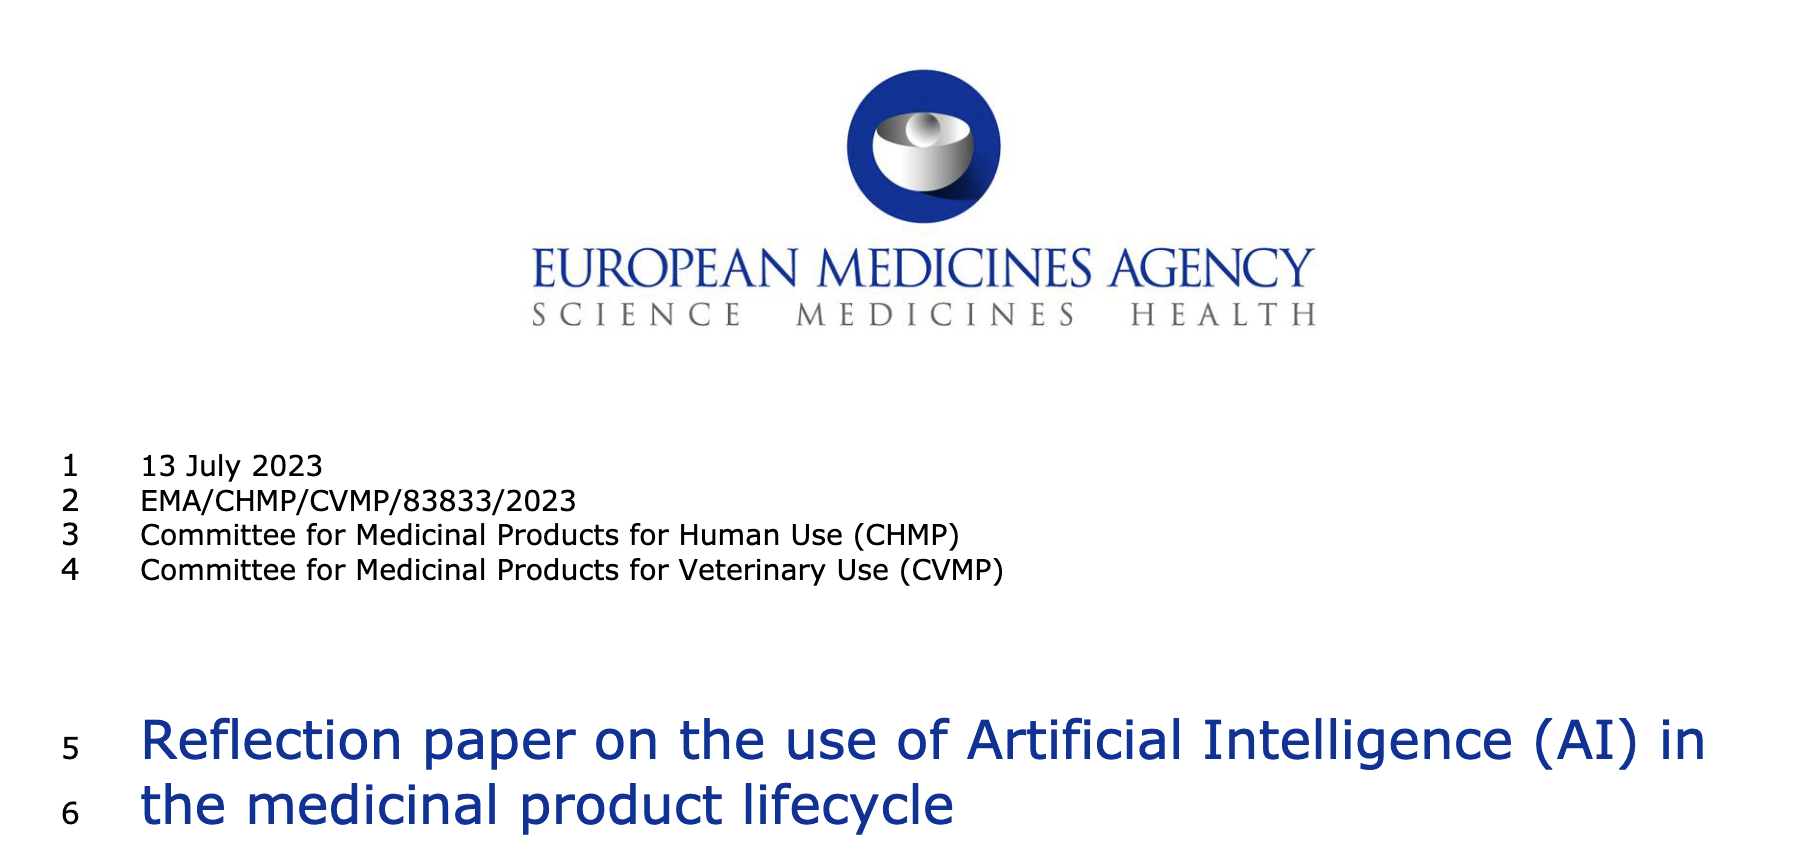 EUROPEAN MEDICINES AGENCY
SCIENCE MEDICINES HEALTH
1 13 July 2023
2 EMA/CHMP/CVMP/83833/2023
3 Committee for Medicinal Products for Human Use (CHMP)
4 Committee for Medicinal Products for Veterinary Use (CVMP)
5 Reflection paper on the use of Artificial Intelligence (AI) in
6 the medicinal product lifecycle